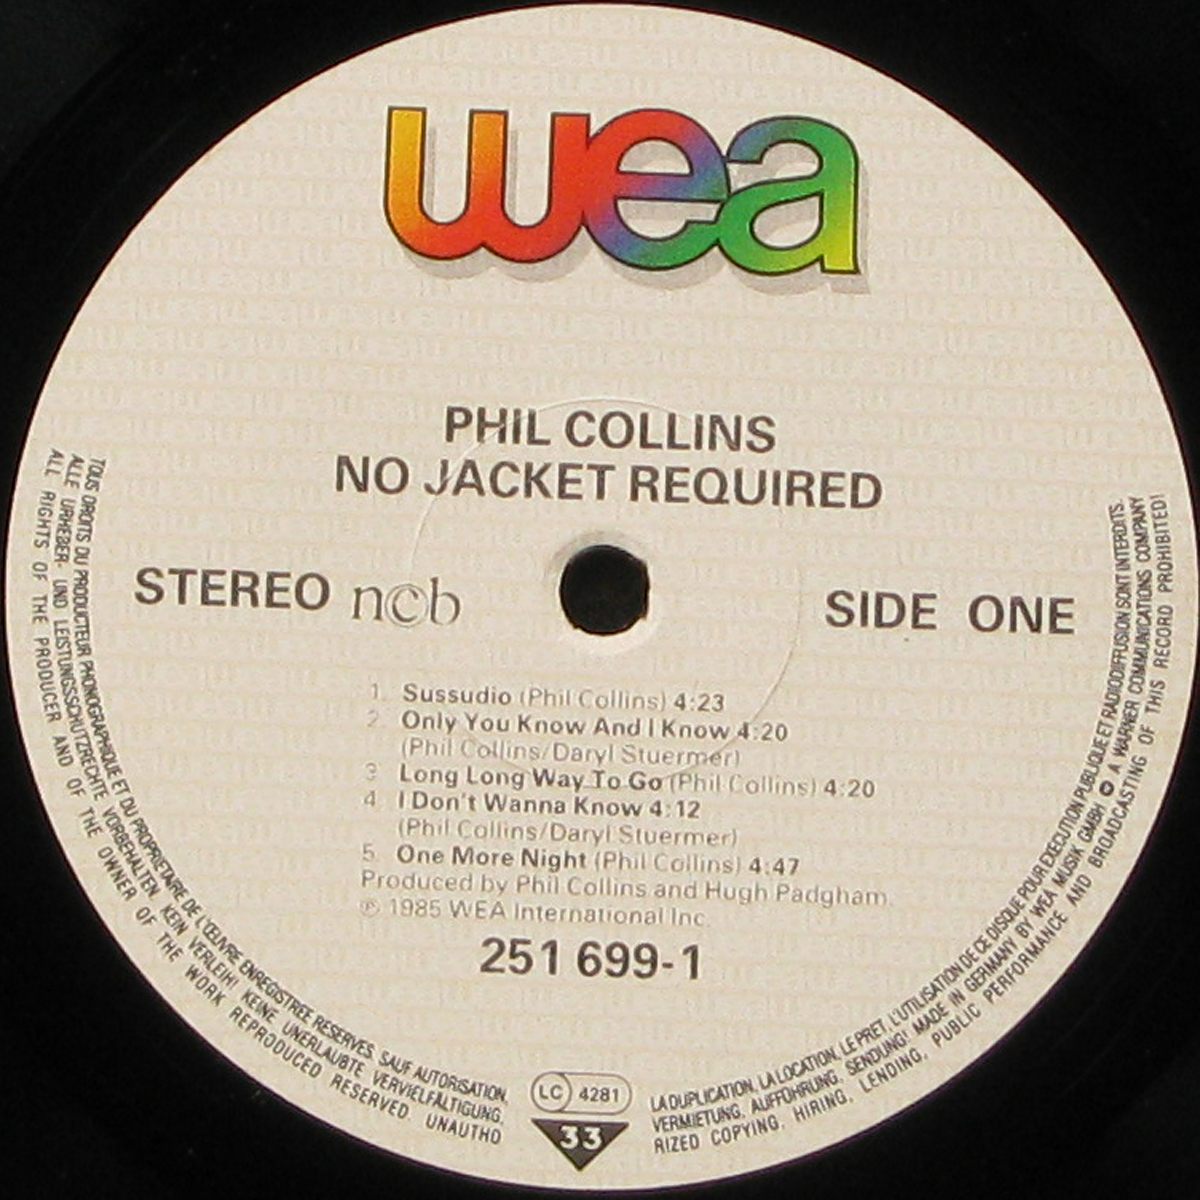 wea
PHIL COLLINS
NO JACKET REQUIRED
STEREO ncb
SIDE ONE
1. Sussudio (Phil Collins) 4:23
2. Only You Know And I Know 4:20
(Phil Collins/Daryl Stuermer)
3. Long Long Way To Go (Phil Collins) 4:20
4. I Don't Wanna Know 4:12
(Phil Collins/Daryl Stuermer)
5. One More Night (Phil Collins) 4:47
Produced by Phil Collins and Hugh Padgham
℗ 1985 WEA International Inc.
251 699-1
LC 4281
33
TOUS DROITS DU PRODUCTEUR PHONOGRAPHIQUE ET DU PROPRIETAIRE DE L'ŒUVRE ENREGISTREE RESERVES. SAUF AUTORISATION,
LA DUPLICATION, LA LOCATION, LE PRET, L'UTILISATION DE CE DISQUE POUR EXECUTION PUBLIQUE ET RADIODIFFUSION SONT INTERDITS.
ALLE URHEBER- UND LEISTUNGSSCHUTZRECHTE VORBEHALTEN. KEIN VERLEIH! KEINE UNERLAUBTE VERVIELFÄLTIGUNG,
VERMIETUNG, AUFFÜHRUNG, SENDUNG! MADE IN GERMANY BY WEA MUSIK GMBH A WARNER COMMUNICATIONS COMPANY
ALL RIGHTS OF THE PRODUCER AND OF THE OWNER OF THE WORK REPRODUCED RESERVED. UNAUTHO
RIZED COPYING, HIRING, LENDING, PUBLIC PERFORMANCE AND BROADCASTING OF THIS RECORD PROHIBITED!